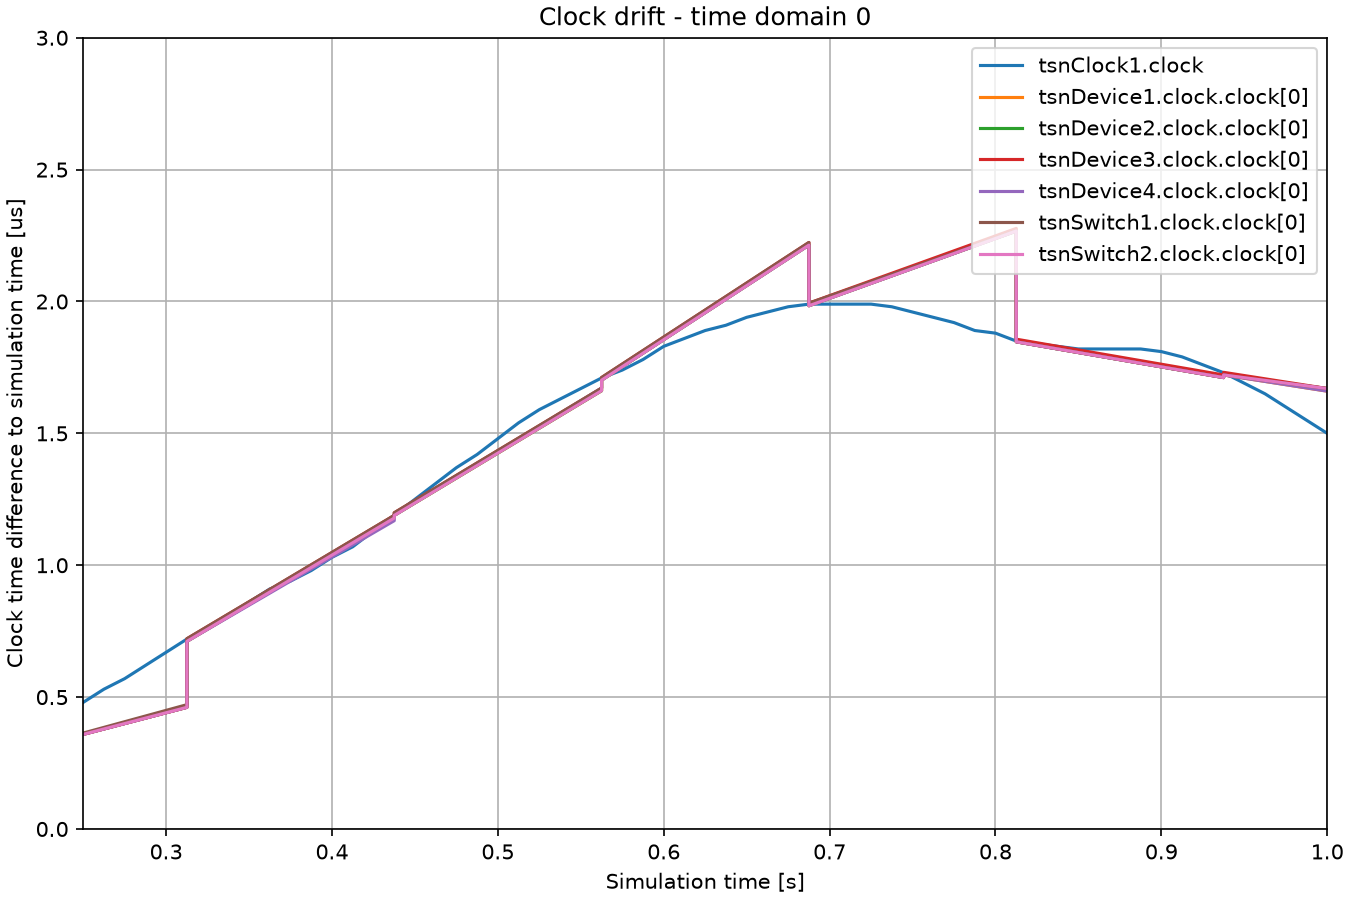 Clock drift - time domain 0
Clock time difference to simulation time [us]
3.0
2.5
2.0
1.5
1.0
0.5
0.0
tsnClock1.clock
tsnDevice1.clock.clock[0]
tsnDevice2.clock.clock[0]
tsnDevice3.clock.clock[0]
tsnDevice4.clock.clock[0]
tsnSwitch1.clock.clock[0]
tsnSwitch2.clock.clock[0]
0.3 0.4 0.5 0.6 0.7 0.8 0.9 1.0
Simulation time [s]